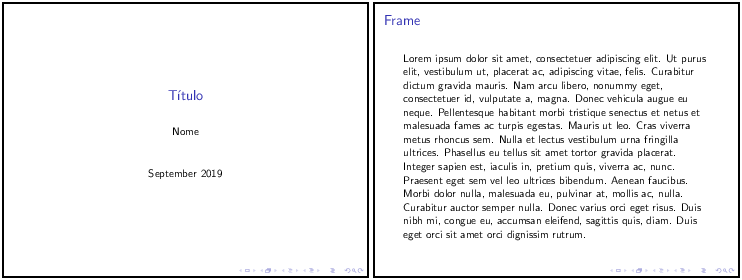 Título
Nome
September 2019
Frame
Lorem ipsum dolor sit amet, consectetuer adipiscing elit. Ut purus
elit, vestibulum ut, placerat ac, adipiscing vitae, felis. Curabitur
dictum gravida mauris. Nam arcu libero, nonummy eget,
consectetuer id, vulputate a, magna. Donec vehicula augue eu
neque. Pellentesque habitant morbi tristique senectus et netus et
malesuada fames ac turpis egestas. Mauris ut leo. Cras viverra
metus rhoncus sem. Nulla et lectus vestibulum urna fringilla
ultrices. Phasellus eu tellus sit amet tortor gravida placerat.
Integer sapien est, iaculis in, pretium quis, viverra ac, nunc.
Praesent eget sem vel leo ultrices bibendum. Aenean faucibus.
Morbi dolor nulla, malesuada eu, pulvinar at, mollis ac, nulla.
Curabitur auctor semper nulla. Donec varius orci eget risus. Duis
nibh mi, congue eu, accumsan eleifend, sagittis quis, diam. Duis
eget orci sit amet orci dignissim rutrum.